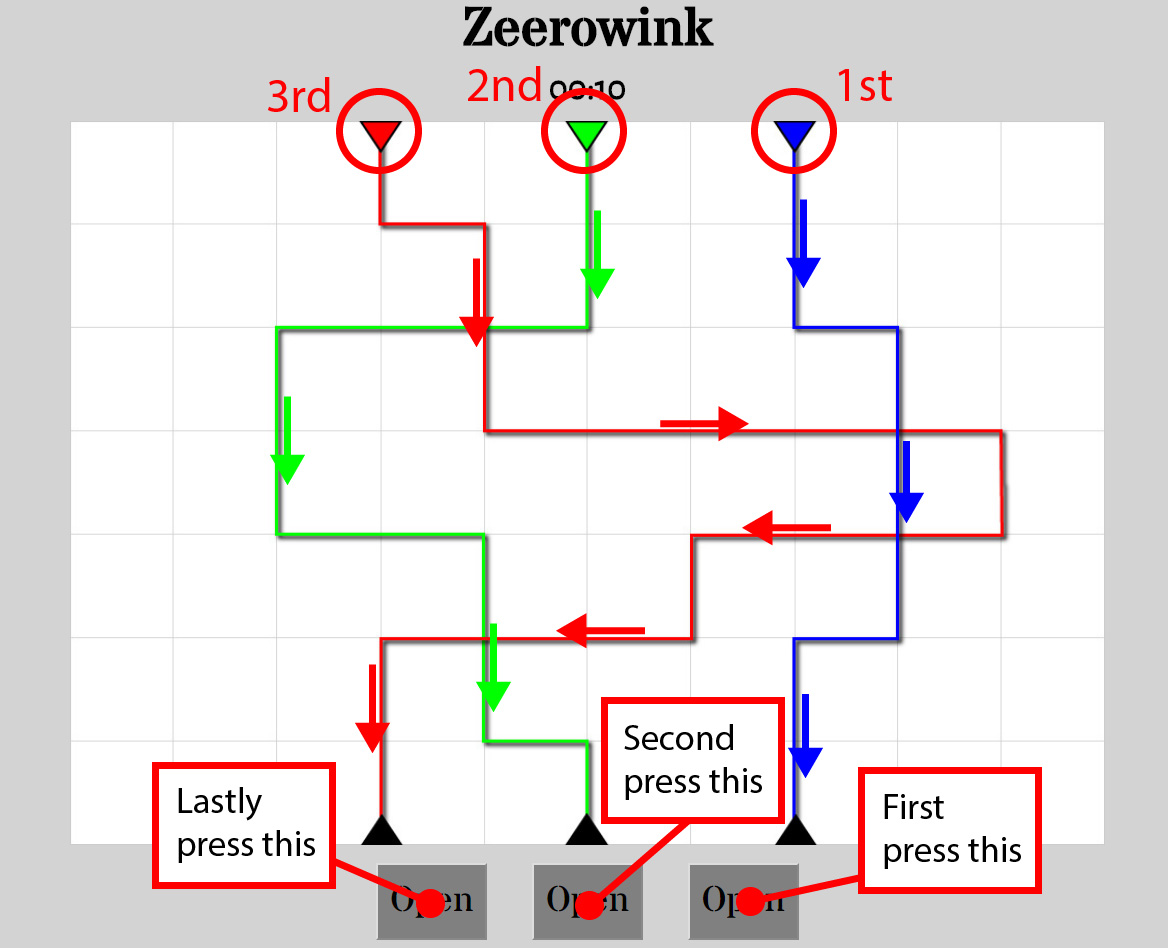 Zeerowink
3rd
2nd
00:10
1st
Second
press this
Lastly
press this
First
press this
Open
Open
Open